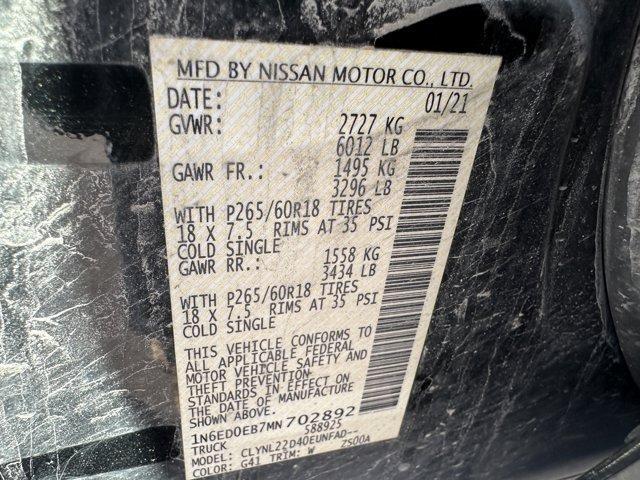 MFD BY NISSAN MOTOR CO., LTD.
DATE: 01/21
GVWR: 2727 KG
6012 LB
GAWR FR.: 1495 KG
3296 LB
WITH P265/60R18 TIRES
18 X 7.5 RIMS AT 35 PSI
COLD SINGLE
GAWR RR.: 1558 KG
3434 LB
WITH P265/60R18 TIRES
18 X 7.5 RIMS AT 35 PSI
COLD SINGLE
THIS VEHICLE CONFORMS TO
ALL APPLICABLE FEDERAL
MOTOR VEHICLE SAFETY AND
THEFT PREVENTION
STANDARDS IN EFFECT ON
THE DATE OF MANUFACTURE
SHOWN ABOVE.
1N6ED0EB7MN702892
TRUCK 588925
MODEL: CLYNL22D40EUNFAD--
COLOR: G41 TRIM: W ZS00A